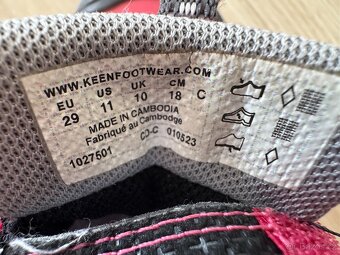 WWW.KEENFOOTWEAR.COM
EU US UK CM
29 11 10 18 C
MADE IN CAMBODIA
Fabriqué au Cambodge
1027501 CO-C 010523